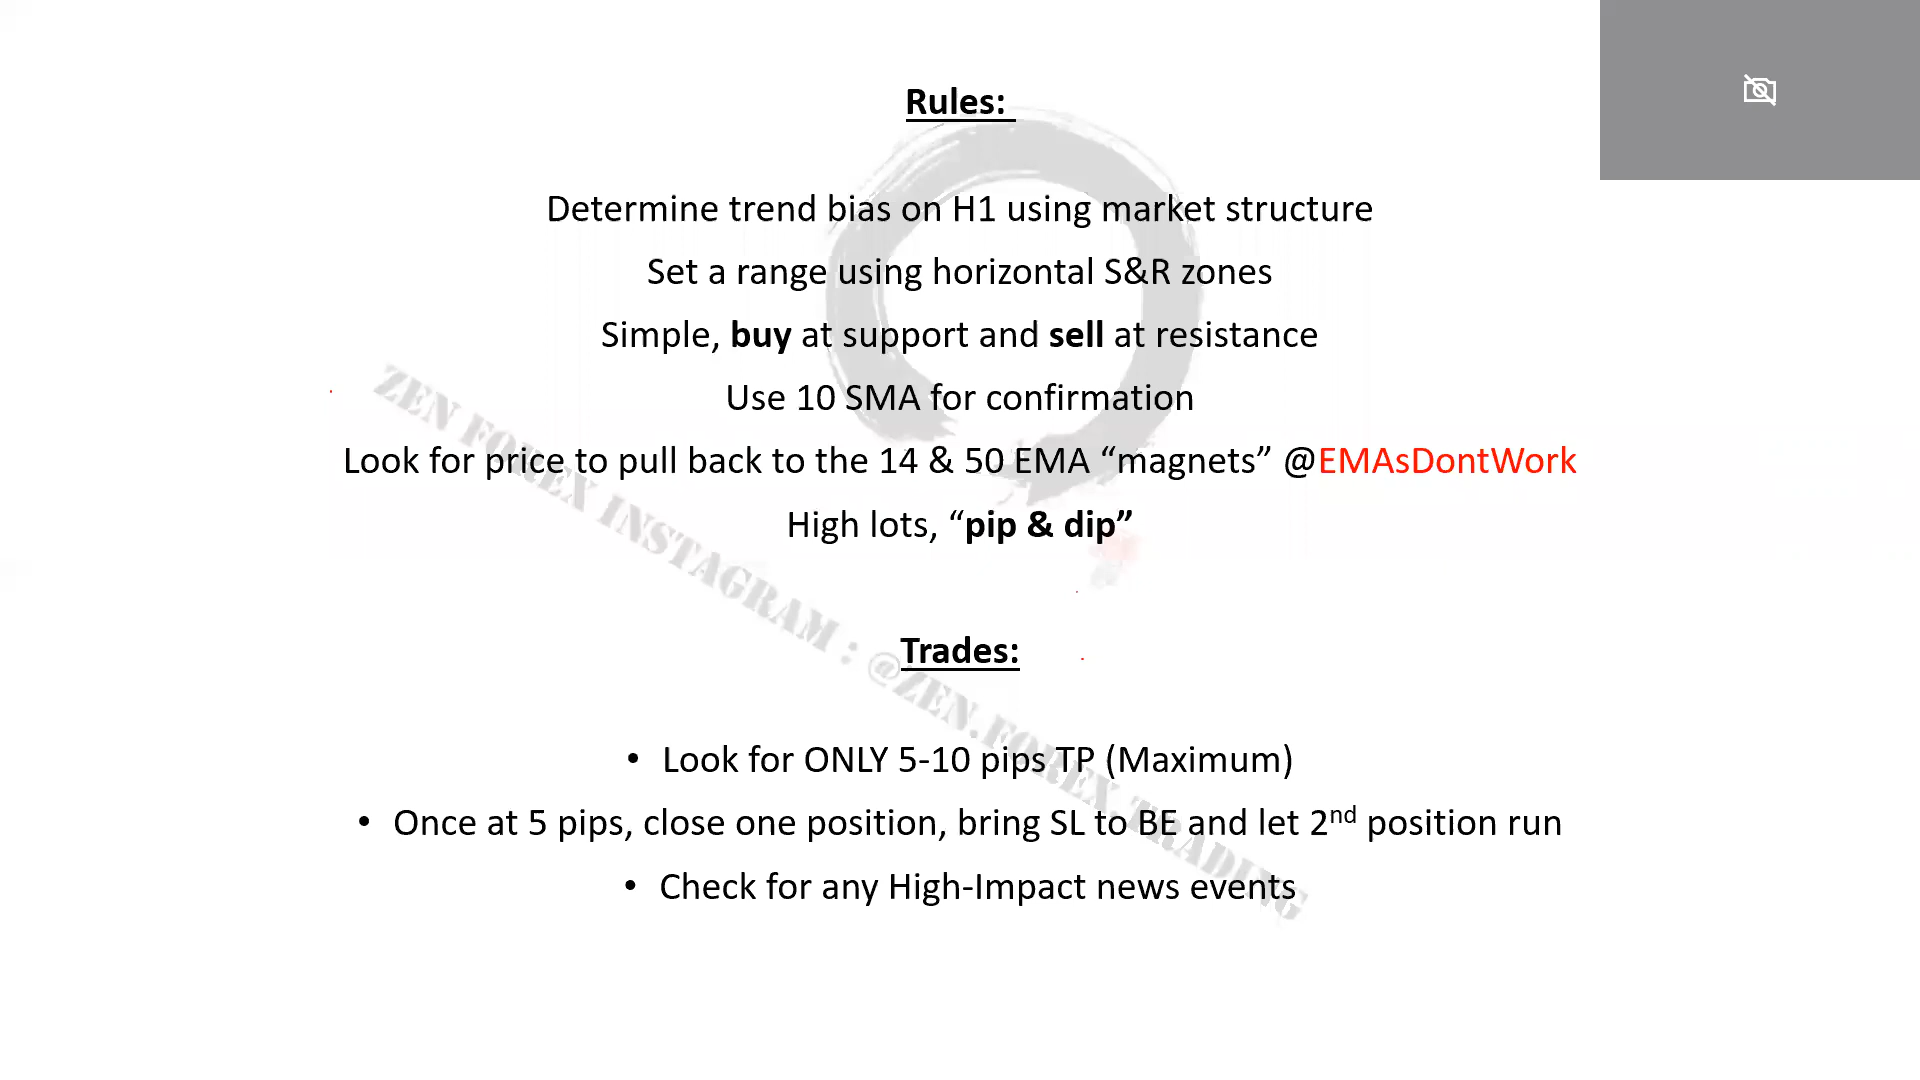 Rules:
Determine trend bias on H1 using market structure
Set a range using horizontal S&R zones
Simple, buy at support and sell at resistance
Use 10 SMA for confirmation
Look for price to pull back to the 14 & 50 EMA “magnets” @EMAsDontWork
High lots, “pip & dip”
Trades:
• Look for ONLY 5-10 pips TP (Maximum)
• Once at 5 pips, close one position, bring SL to BE and let 2nd position run
• Check for any High-Impact news events
ZEN FOREX INSTAGRAM : @ZEN.FOREX.TRADING